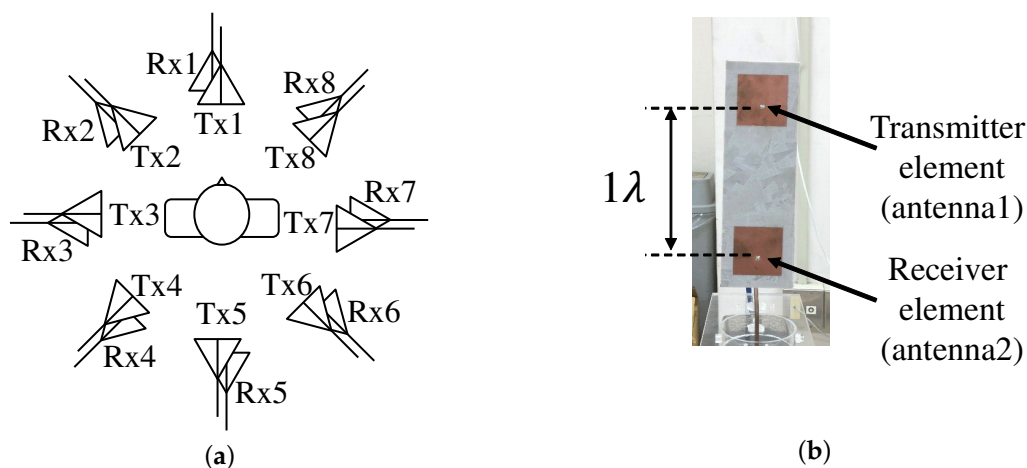 Rx1
Tx1
Rx8
Tx8
Rx2
Tx2
Tx3
Rx3
Tx7
Rx7
Tx4
Rx4
Tx5
Rx5
Tx6
Rx6
(a)
1λ
Transmitter
element
(antenna1)
Receiver
element
(antenna2)
(b)